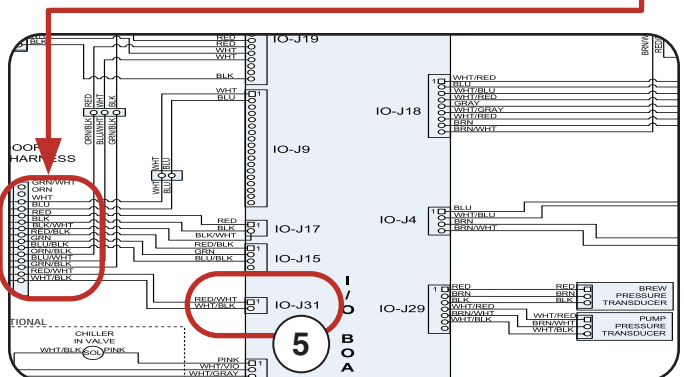 RED
BLK
RED
RED
WHT
WHT
BLK
IO-J19
WHT
BLU
1
IO-J9
RED
WHT
BLK
ORN/BLK
BLU/WHT
GRN/BLK
WHT
BLU
WHT
BLU
HARNESS
GRN/WHT
ORN
WHT
BLU
RED
BLK
BLK/WHT
RED/BLK
GRN
BLU/BLK
ORN/BLK
BLU/WHT
GRN/BLK
RED/WHT
WHT/BLK
RED
BLK
BLK/WHT
1
IO-J17
RED/BLK
GRN
BLU/BLK
1
IO-J15
RED/WHT
WHT/BLK
1
IO-J31
5
I
/
O
B
O
A
TIONAL
CHILLER
IN VALVE
WHT/BLK
SOL
PINK
PINK
WHT/VIO
WHT/GRAY
1
BRN/W
RED
IO-J18
1
WHT/RED
BLU
WHT/BLU
WHT/RED
GRAY
WHT/GRAY
WHT/RED
BRN
BRN/WHT
IO-J4
1
BLU
WHT/BLU
BRN
BRN/WHT
IO-J29
1
RED
BRN
BLK
WHT/RED
BRN/WHT
WHT/BLK
RED
BRN
BLK
BREW
PRESSURE
TRANSDUCER
WHT/RED
BRN/WHT
WHT/BLK
PUMP
PRESSURE
TRANSDUCER